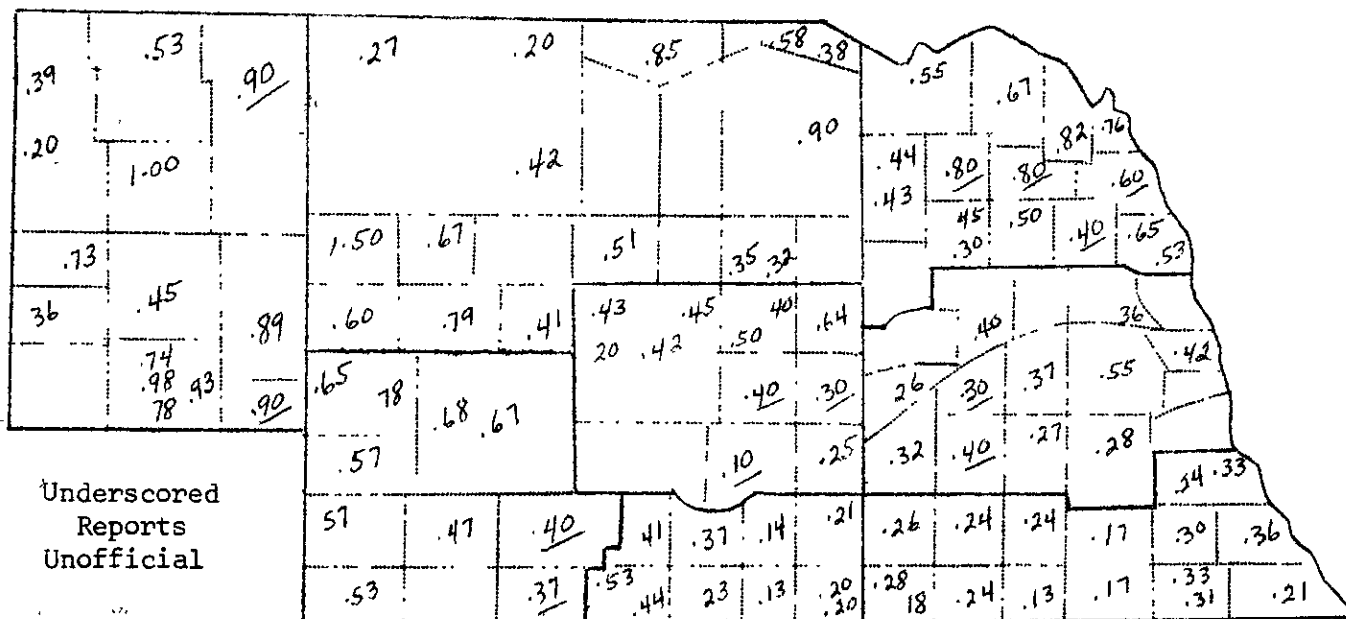 .27 .20 .85 .58 .38
.39 .53 .90 .55 .67
.20 1.00 .42 .90 .44 .80 .80 .82 .76
.43 .60
.45 .30 .50 .40 .65 .53
.73 1.50 .67 .51 .35 .32
36 .45 .89 .60 .79 .41 .43 .45 40 .64 .40 36
20 .42 .50 .42
.74 .98 .93 78 .90
.65 78 .68 .67 .40 .30 26 .30 .37 .55
.57 .10 .25 .32 .40 .27 .28
.34 .33
Underscored
Reports
Unofficial
57 .47 .40 41 .37 .14 .21 .26 .24 .24 .17 .30 .36
.53 .37 .53 .44 23 .13 .20 .20 .28 18 .24 .13 .17 .33 .31 .21